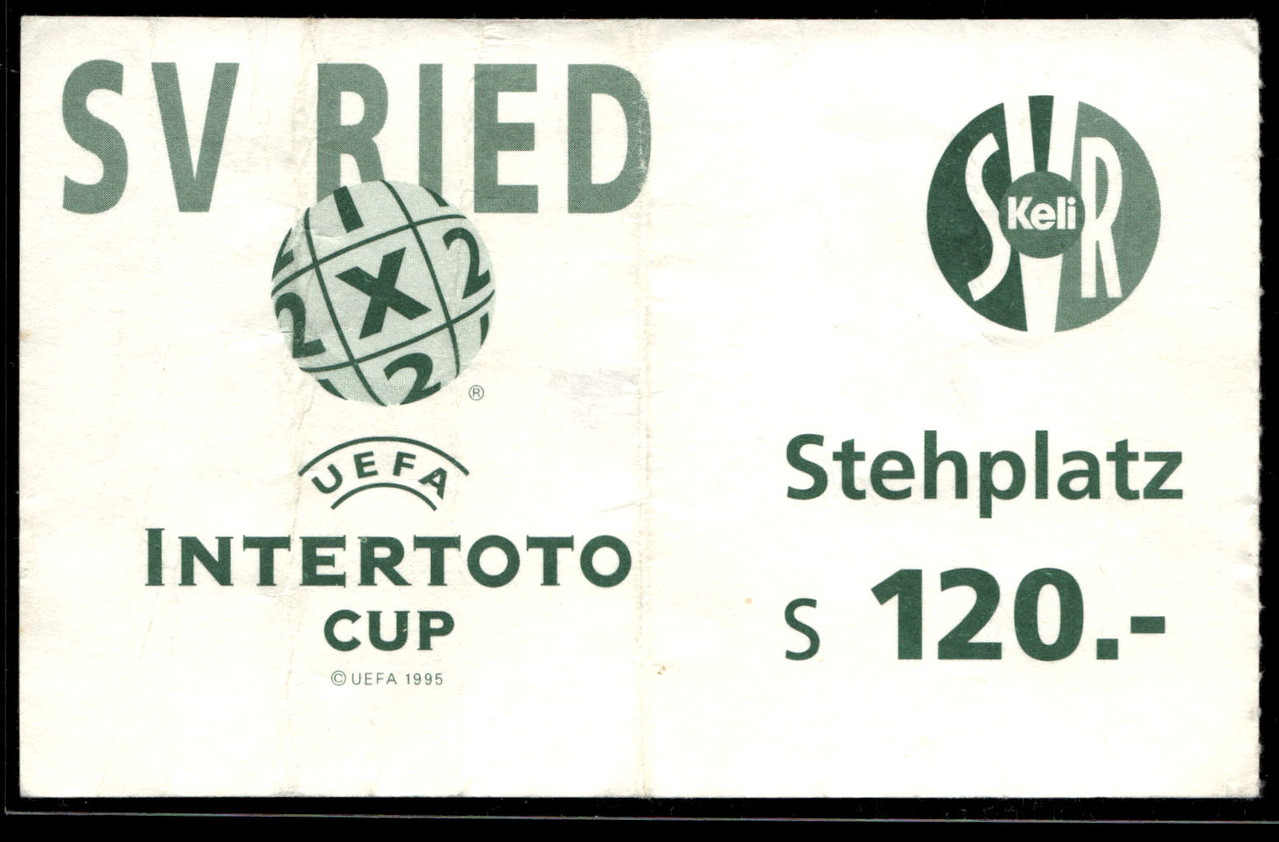 SV RIED
1
X 2
2
2
®
UEFA
INTERTOTO
CUP
© UEFA 1995
S Keli R
Stehplatz
S 120.-